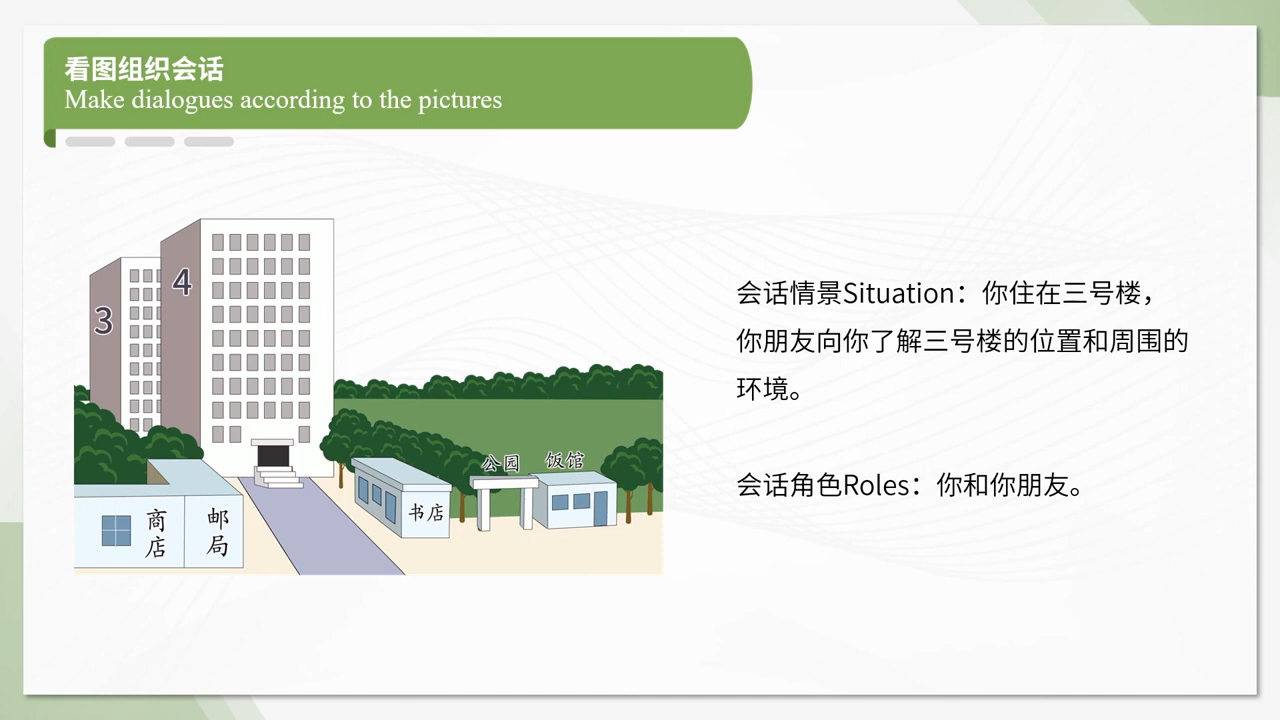 看图组织会话
Make dialogues according to the pictures
3
4
公园
饭馆
书店
商店
邮局
会话情景Situation：你住在三号楼，
你朋友向你了解三号楼的位置和周围的
环境。
会话角色Roles：你和你朋友。